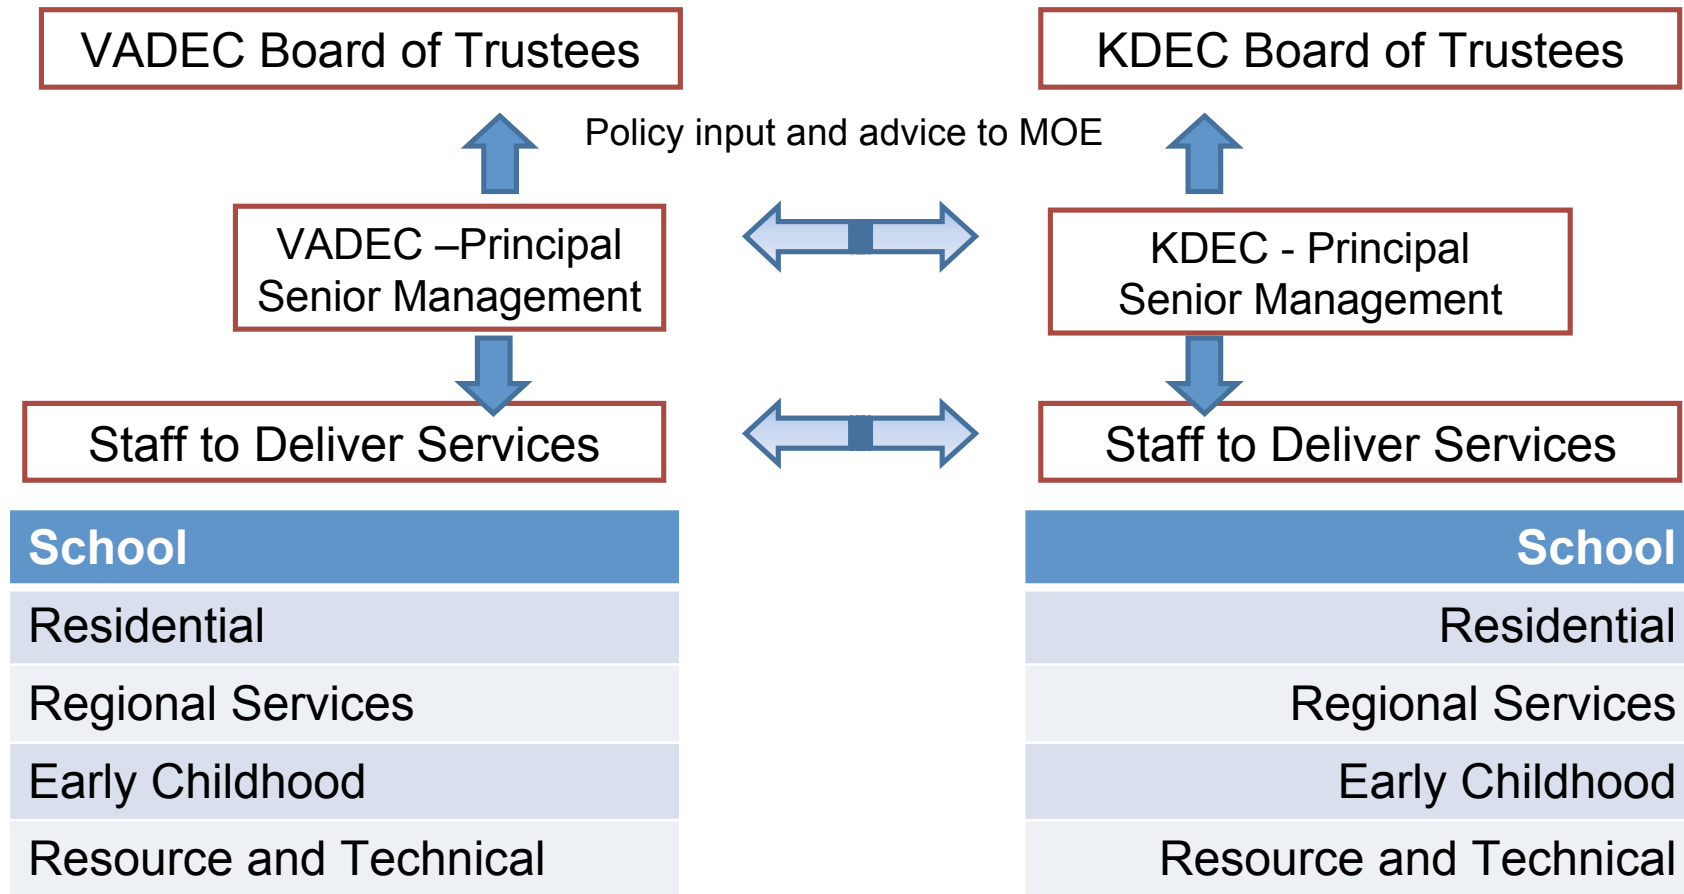 VADEC Board of Trustees
KDEC Board of Trustees
Policy input and advice to MOE
VADEC –Principal
Senior Management
KDEC - Principal
Senior Management
Staff to Deliver Services
Staff to Deliver Services
School
Residential
Regional Services
Early Childhood
Resource and Technical
School
Residential
Regional Services
Early Childhood
Resource and Technical